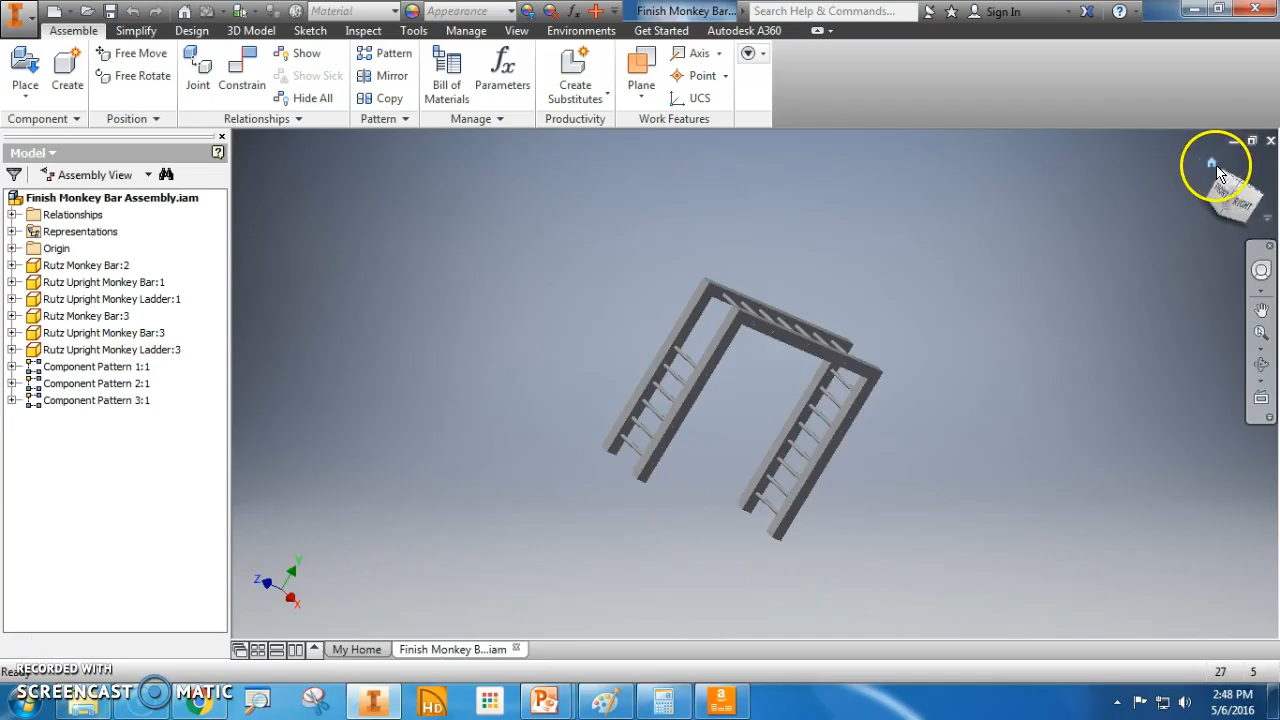 Material
Appearance
Finish Monkey Bar...
Search Help & Commands...
Sign In
Assemble Simplify Design 3D Model Sketch Inspect Tools Manage View Environments Get Started Autodesk A360
Place
Create
Free Move
Free Rotate
Joint
Constrain
Show
Show Sick
Hide All
Pattern
Mirror
Copy
Bill of
Materials
Parameters
Create
Substitutes
Plane
Axis
Point
UCS
Component Position Relationships Pattern Manage Productivity Work Features
Model
Assembly View
Finish Monkey Bar Assembly.iam
Relationships
Representations
Origin
Rutz Monkey Bar:2
Rutz Upright Monkey Bar:1
Rutz Upright Monkey Ladder:1
Rutz Monkey Bar:3
Rutz Upright Monkey Bar:3
Rutz Upright Monkey Ladder:3
Component Pattern 1:1
Component Pattern 2:1
Component Pattern 3:1
RIGHT
Y
Z
X
My Home
Finish Monkey B...iam
Ready
27 5
RECORDED WITH
SCREENCAST MATIC
HD
2:48 PM
5/6/2016